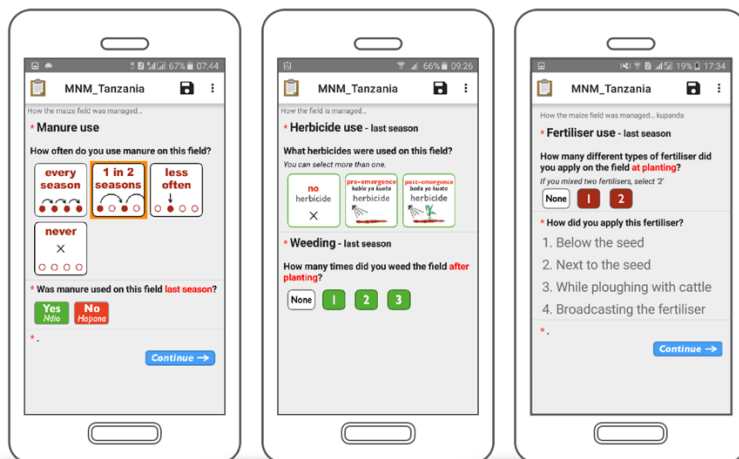 67% 07:44
MNM_Tanzania
How the maize field was managed...
* Manure use
How often do you use manure on this field?
every
season
1 in 2
seasons
less
often
never
* Was manure used on this field last season?
Yes
Ndio
No
Hapana
* .
Continue →
66% 09:26
MNM_Tanzania
How the field is managed...
* Herbicide use - last season
What herbicides were used on this field?
You can select more than one.
no
herbicide
pre-emergence
kabla ya kuota
herbicide
post-emergence
bada ya kuota
herbicide
* Weeding - last season
How many times did you weed the field after
planting?
None 1 2 3
19% 17:34
MNM_Tanzania
How the maize field was managed... kupanda
* Fertiliser use - last season
How many different types of fertiliser did
you apply on the field at planting?
If you mixed two fertilisers, select '2'
None 1 2
* How did you apply this fertiliser?
1. Below the seed
2. Next to the seed
3. While ploughing with cattle
4. Broadcasting the fertiliser
* .
Continue →